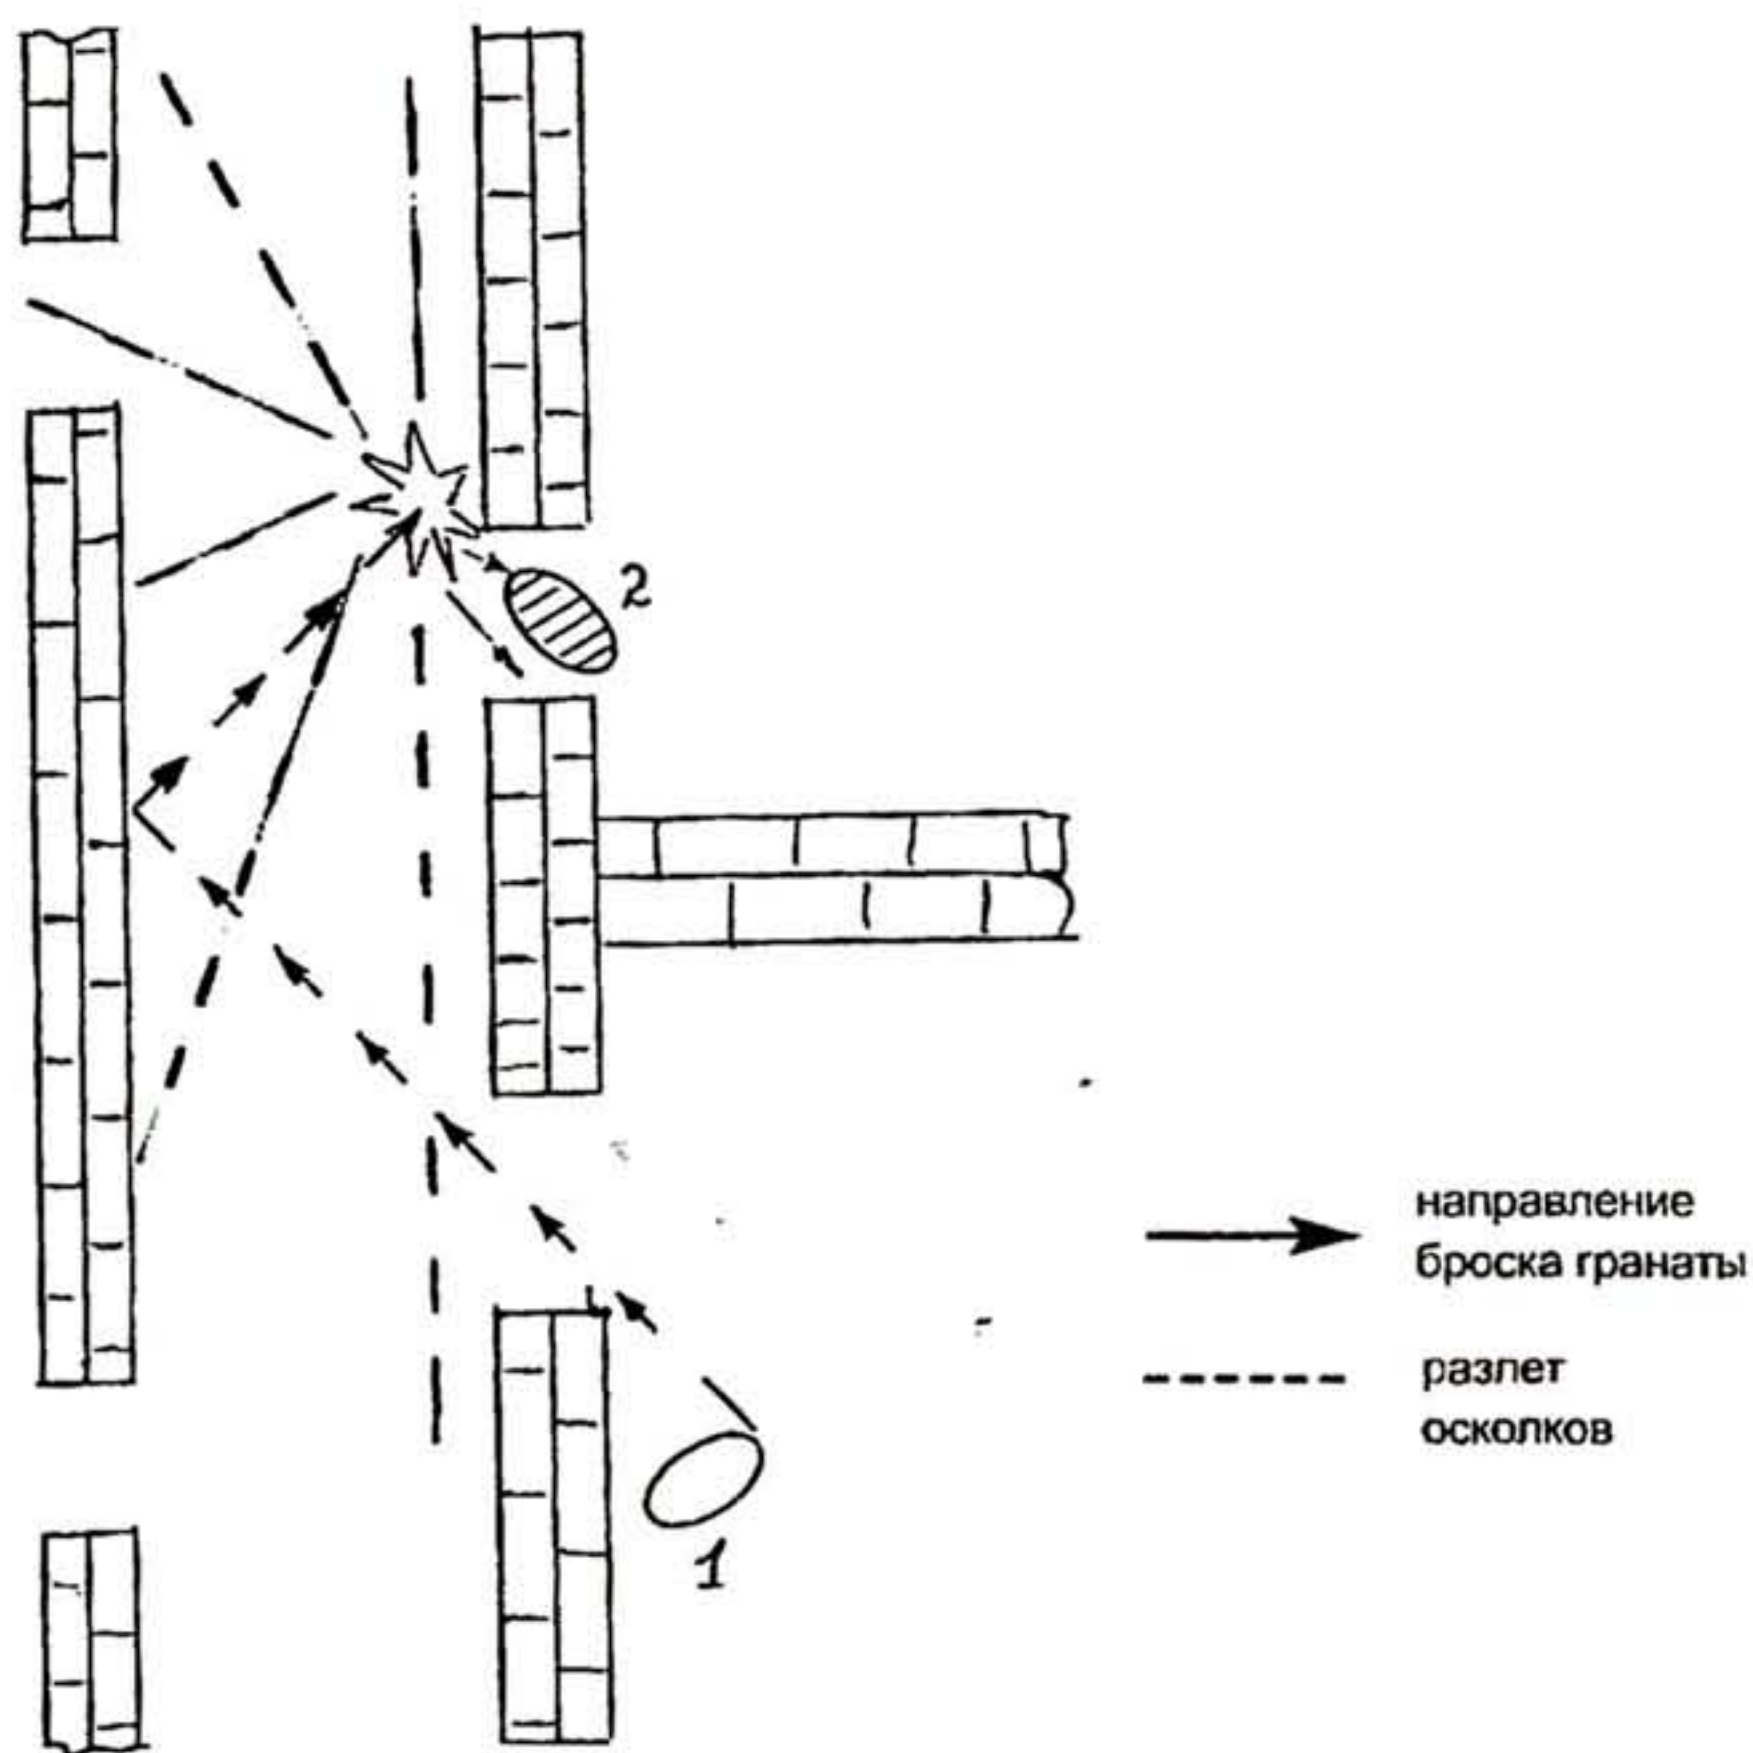 2
направление
броска гранаты
разлет
осколков
1